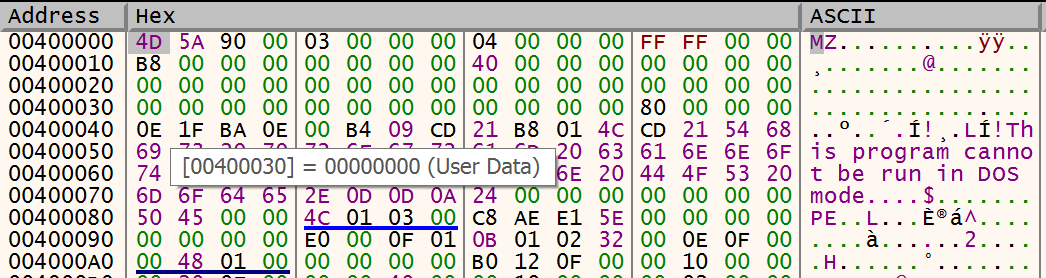 Address Hex ASCII
00400000 4D 5A 90 00 03 00 00 00 04 00 00 00 FF FF 00 00 MZ..........ÿÿ..
00400010 B8 00 00 00 00 00 00 00 40 00 00 00 00 00 00 00 ¸.......@.......
00400020 00 00 00 00 00 00 00 00 00 00 00 00 00 00 00 00 ................
00400030 00 00 00 00 00 00 00 00 00 00 00 00 80 00 00 00 ................
00400040 0E 1F BA 0E 00 B4 09 CD 21 B8 01 4C CD 21 54 68 ..º..´.Í!¸.LÍ!Th
00400050 69 61 6E 6E 6F is program canno
[00400030] = 00000000 (User Data)
00400060 74 6E 20 44 4F 53 20 t be run in DOS
00400070 6D 6F 64 65 2E 0D 0D 0A 24 00 00 00 00 00 00 00 mode....$.......
00400080 50 45 00 00 4C 01 03 00 C8 AE E1 5E 00 00 00 00 PE..L...È®á^....
00400090 00 00 00 00 E0 00 0F 01 0B 01 02 32 00 0E 0F 00 ....à......2....
004000A0 00 48 01 00 00 00 00 00 B0 12 0F 00 00 10 00 00 .H......°.......